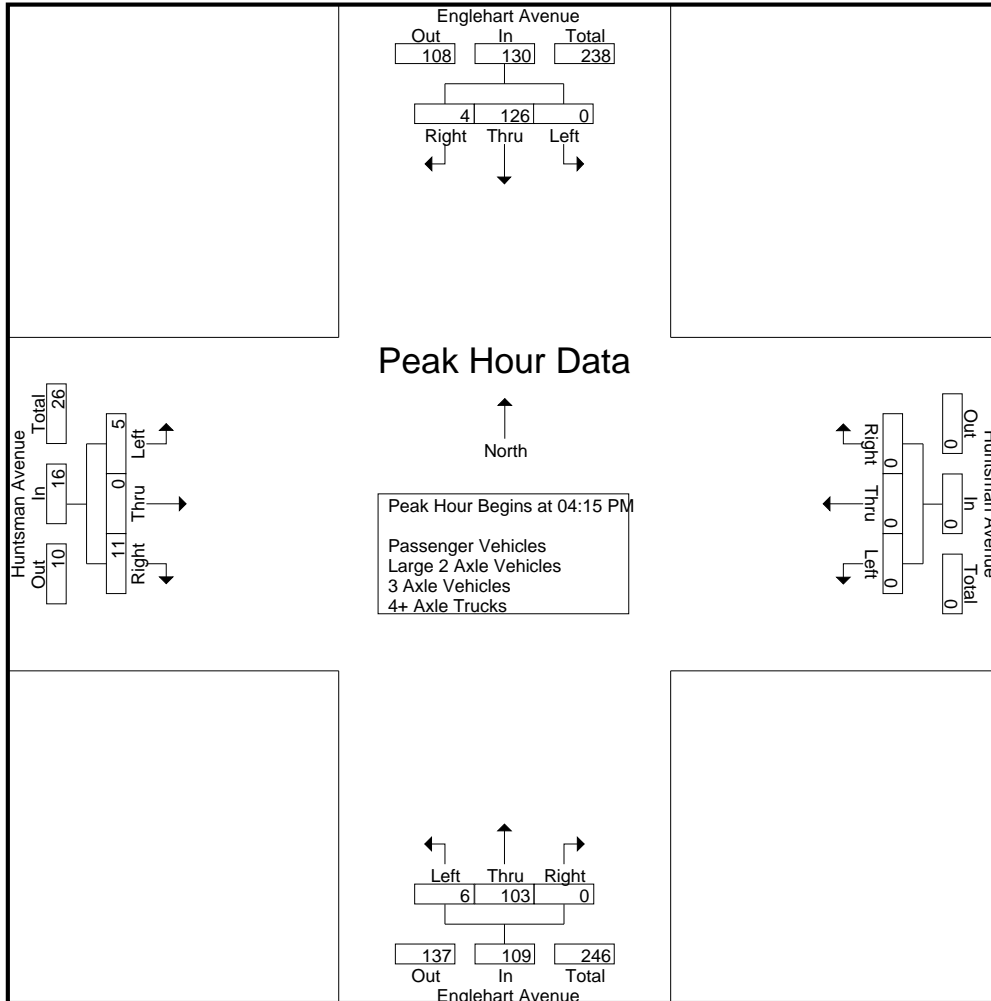 Englehart Avenue
Out In Total
108 130 238
4 126 0
Right Thru Left
Peak Hour Data
North
Peak Hour Begins at 04:15 PM
Passenger Vehicles
Large 2 Axle Vehicles
3 Axle Vehicles
4+ Axle Trucks
Huntsman Avenue
Out In Total
10 16 26
11 0 5
Right Thru Left
Huntsman Avenue
Out In Total
0 0 0
0 0 0
Right Thru Left
Left Thru Right
6 103 0
137 109 246
Out In Total
Englehart Avenue